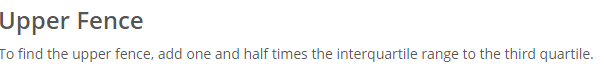 Upper Fence
To find the upper fence, add one and half times the interquartile range to the third quartile.